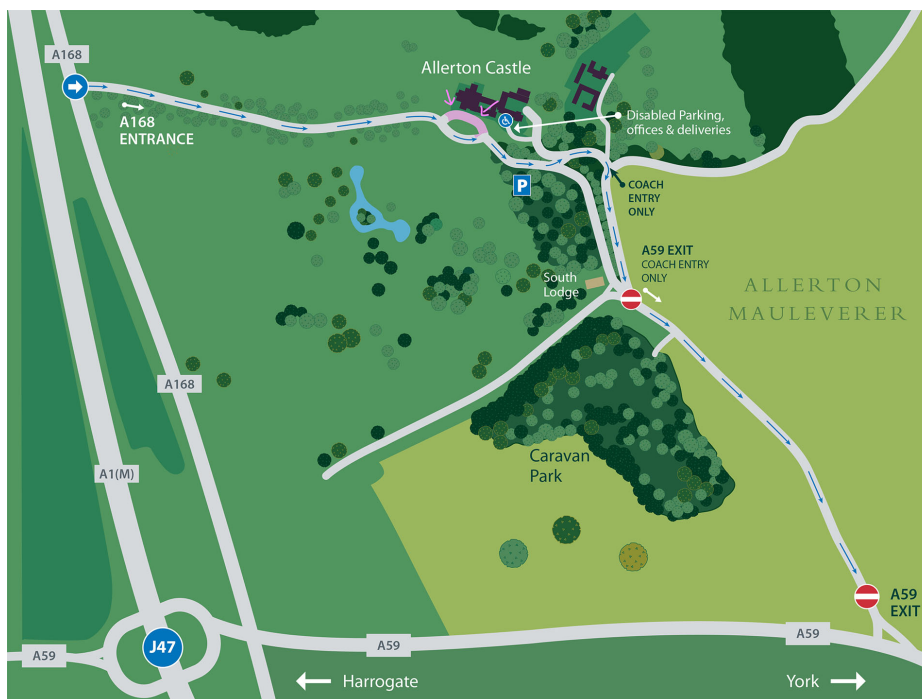 A168
Allerton Castle
A168
ENTRANCE
Disabled Parking,
offices & deliveries
P
COACH
ENTRY
ONLY
A59 EXIT
COACH ENTRY
ONLY
South
Lodge
ALLERTON
MAULEVERER
A168
Caravan
Park
A1(M)
A59
EXIT
J47
A59
A59
A59
Harrogate
York